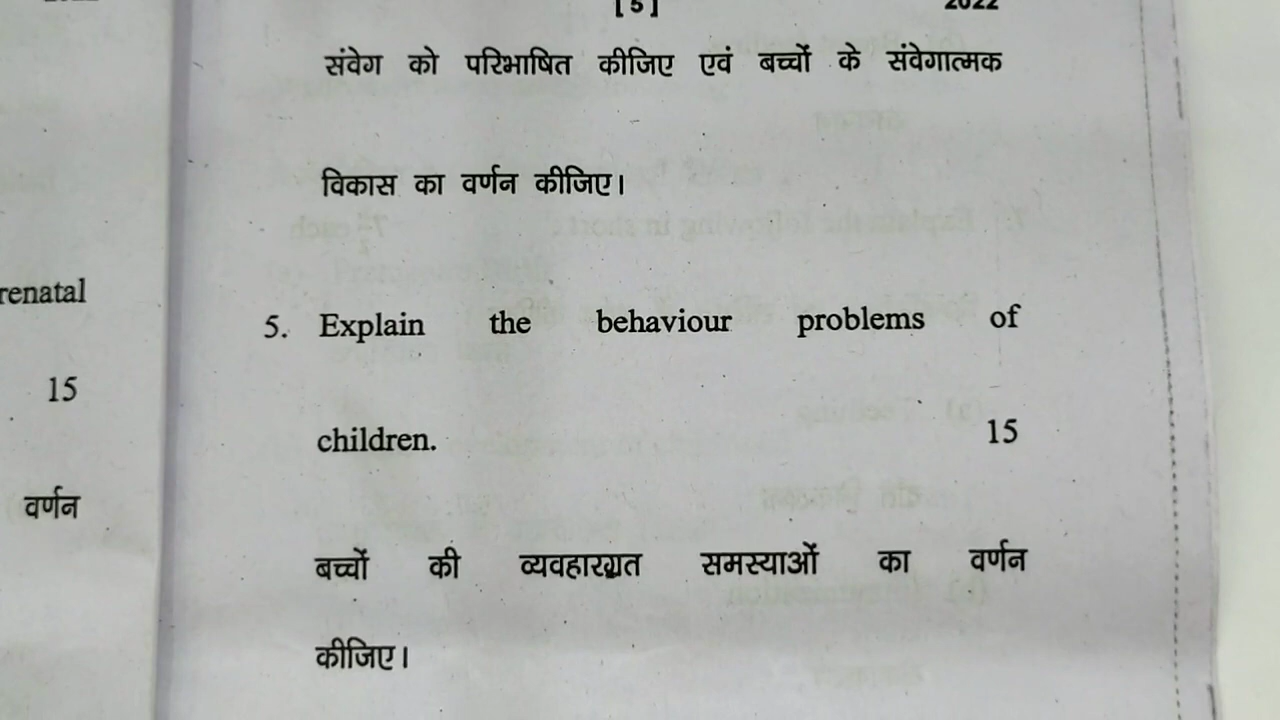 [ 5 ]
2022
संवेग को परिभाषित कीजिए एवं बच्चों के संवेगात्मक
विकास का वर्णन कीजिए।
renatal
5. Explain the behaviour problems of
15
children. 15
वर्णन
बच्चों की व्यवहारगत समस्याओं का वर्णन
कीजिए।